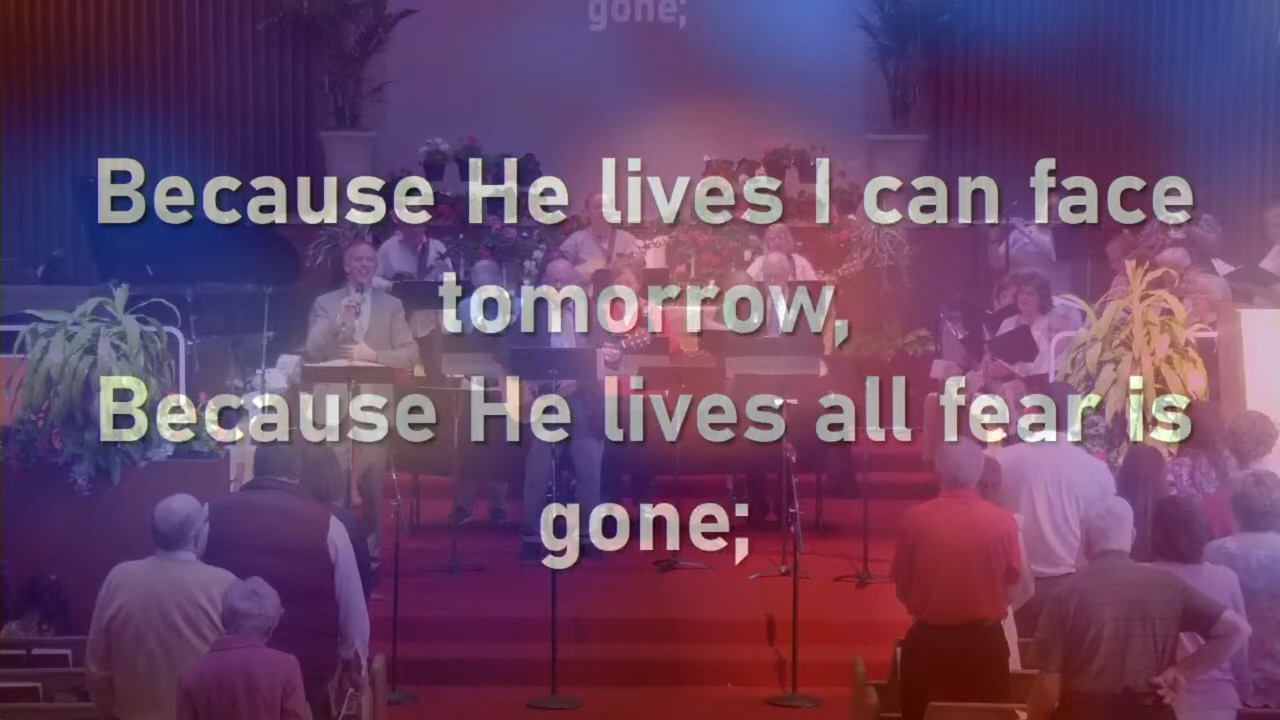 gone;
Because He lives I can face
tomorrow,
Because He lives all fear is
gone;